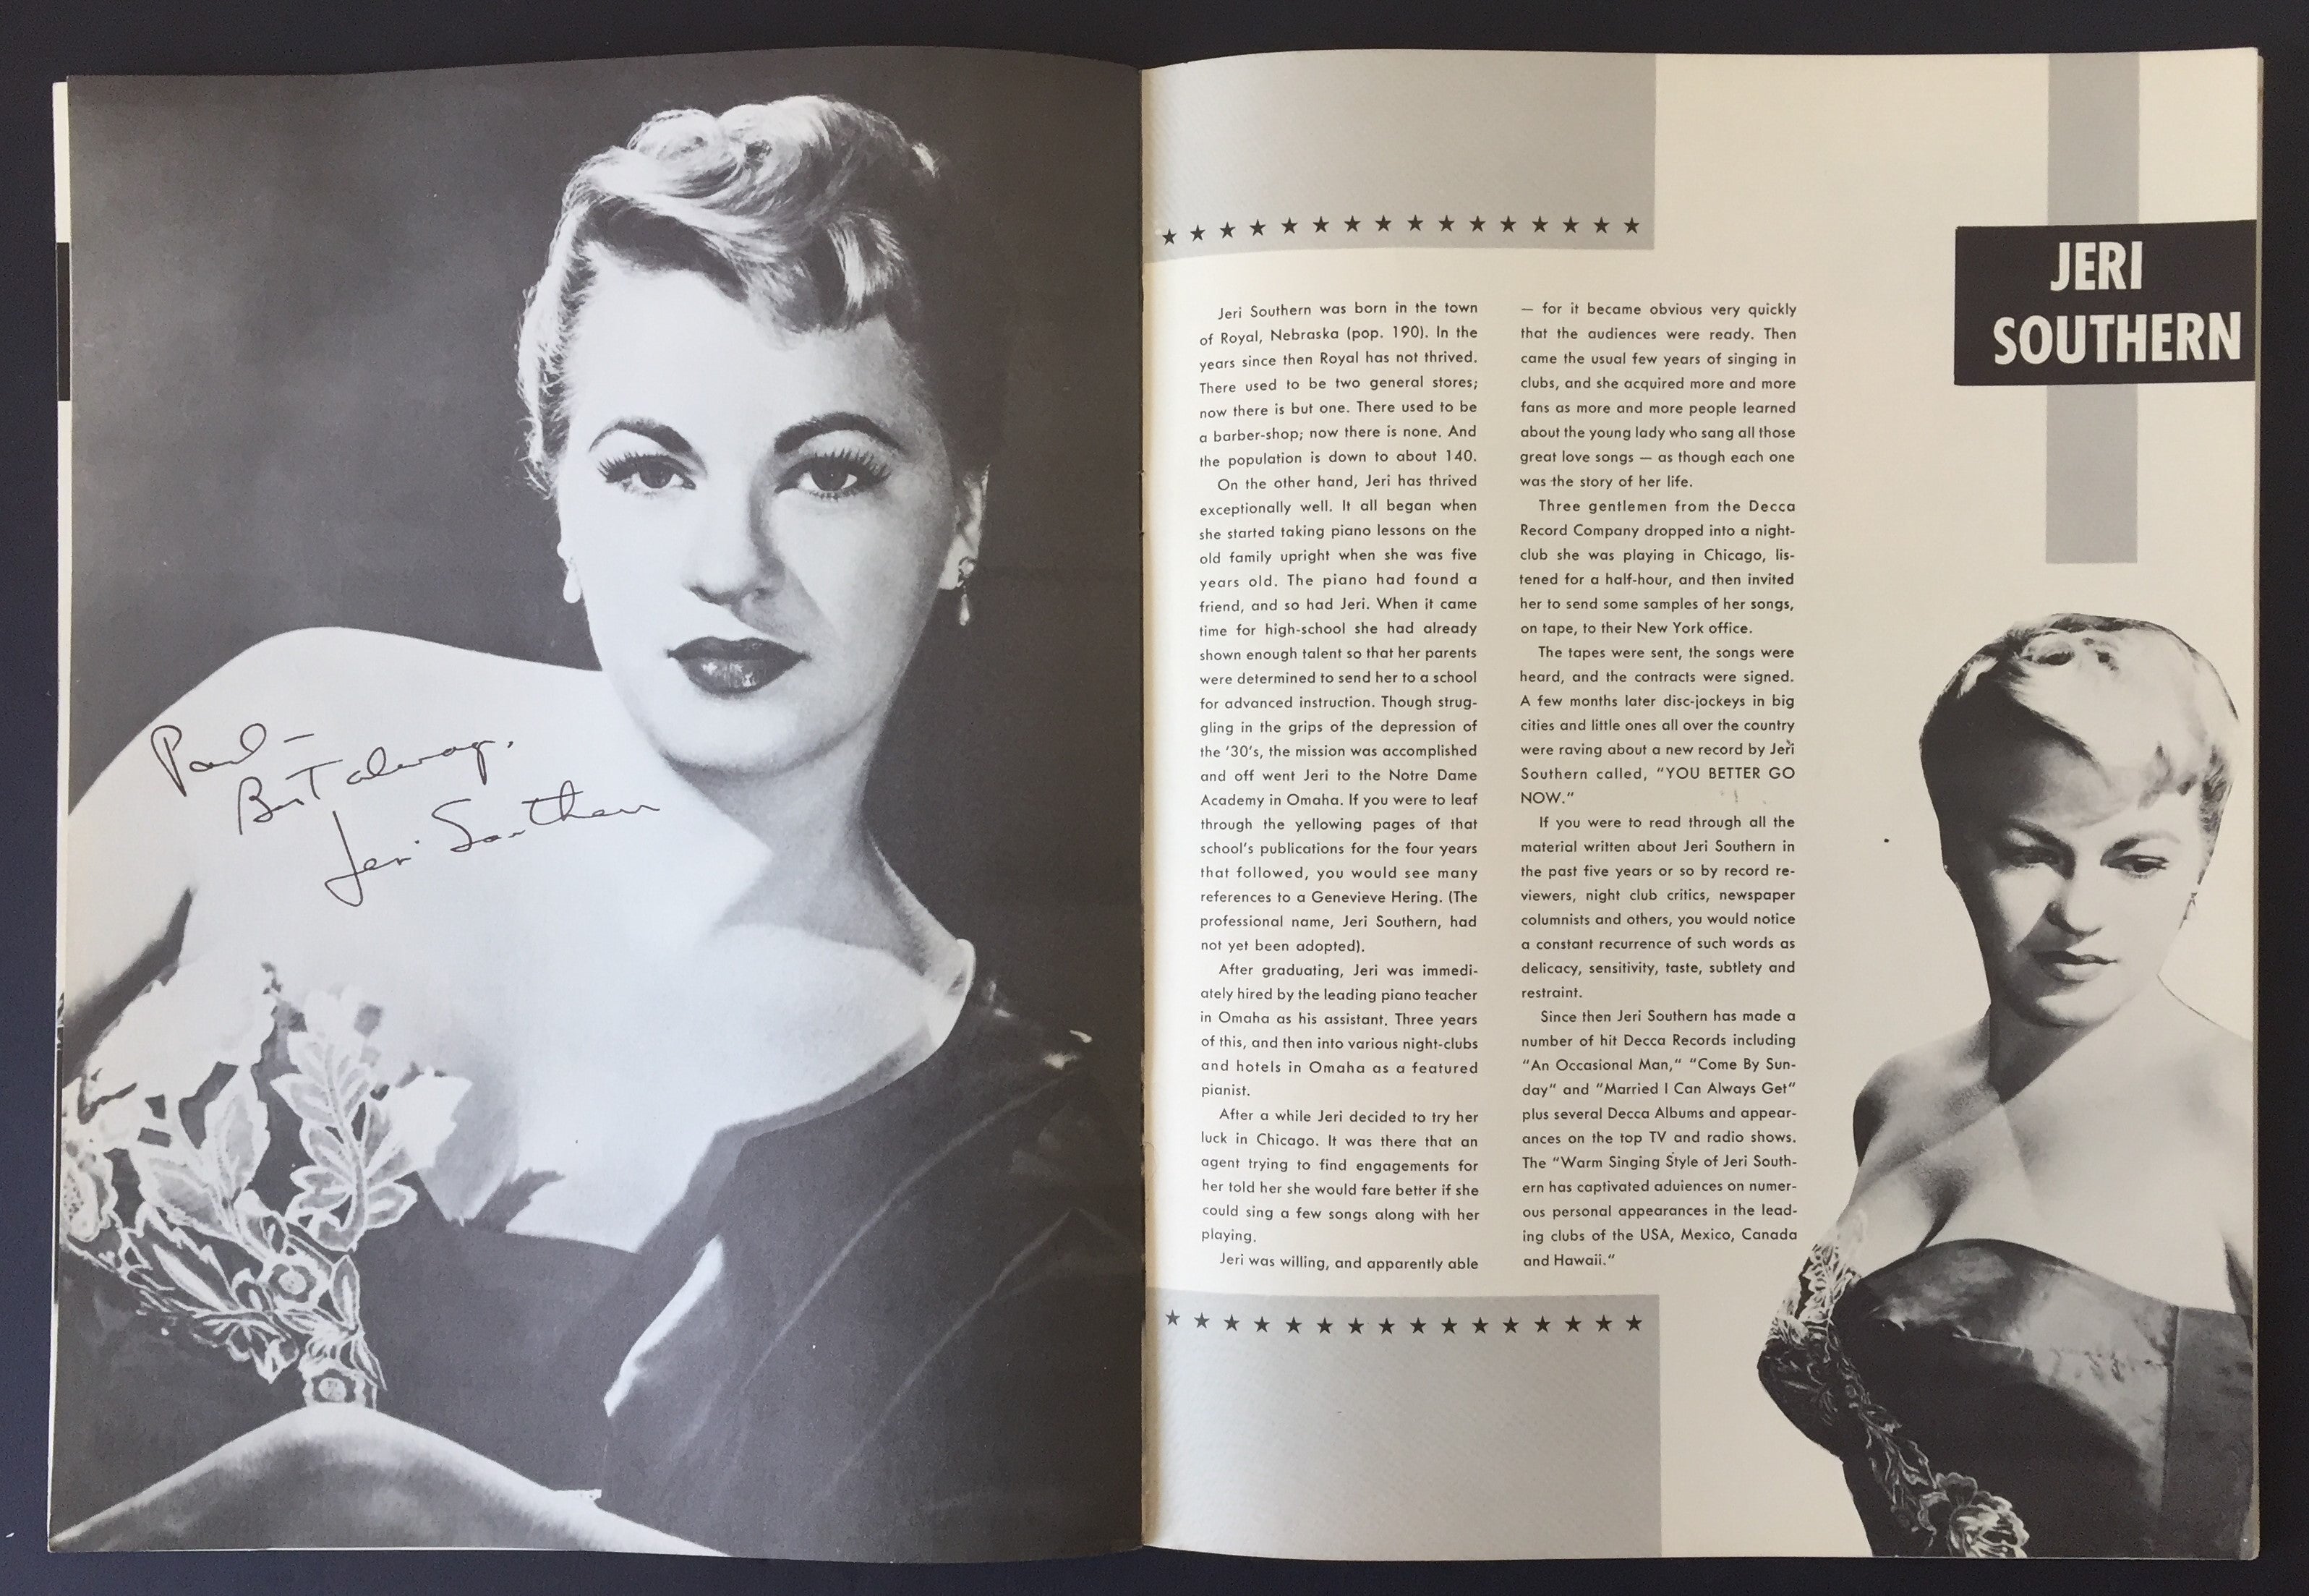 Paul –
Best always,
Jeri Southern
JERI
SOUTHERN
Jeri Southern was born in the town
of Royal, Nebraska (pop. 190). In the
years since then Royal has not thrived.
There used to be two general stores;
now there is but one. There used to be
a barber-shop; now there is none. And
the population is down to about 140.
On the other hand, Jeri has thrived
exceptionally well. It all began when
she started taking piano lessons on the
old family upright when she was five
years old. The piano had found a
friend, and so had Jeri. When it came
time for high-school she had already
shown enough talent so that her parents
were determined to send her to a school
for advanced instruction. Though strug-
gling in the grips of the depression of
the '30's, the mission was accomplished
and off went Jeri to the Notre Dame
Academy in Omaha. If you were to leaf
through the yellowing pages of that
school's publications for the four years
that followed, you would see many
references to a Genevieve Hering. (The
professional name, Jeri Southern, had
not yet been adopted).
After graduating, Jeri was immedi-
ately hired by the leading piano teacher
in Omaha as his assistant. Three years
of this, and then into various night-clubs
and hotels in Omaha as a featured
pianist.
After a while Jeri decided to try her
luck in Chicago. It was there that an
agent trying to find engagements for
her told her she would fare better if she
could sing a few songs along with her
playing.
Jeri was willing, and apparently able
— for it became obvious very quickly
that the audiences were ready. Then
came the usual few years of singing in
clubs, and she acquired more and more
fans as more and more people learned
about the young lady who sang all those
great love songs — as though each one
was the story of her life.
Three gentlemen from the Decca
Record Company dropped into a night-
club she was playing in Chicago, lis-
tened for a half-hour, and then invited
her to send some samples of her songs,
on tape, to their New York office.
The tapes were sent, the songs were
heard, and the contracts were signed.
A few months later disc-jockeys in big
cities and little ones all over the country
were raving about a new record by Jeri
Southern called, "YOU BETTER GO
NOW."
If you were to read through all the
material written about Jeri Southern in
the past five years or so by record re-
viewers, night club critics, newspaper
columnists and others, you would notice
a constant recurrence of such words as
delicacy, sensitivity, taste, subtlety and
restraint.
Since then Jeri Southern has made a
number of hit Decca Records including
"An Occasional Man," "Come By Sun-
day" and "Married I Can Always Get"
plus several Decca Albums and appear-
ances on the top TV and radio shows.
The "Warm Singing Style of Jeri South-
ern has captivated aduiences on numer-
ous personal appearances in the lead-
ing clubs of the USA, Mexico, Canada
and Hawaii."